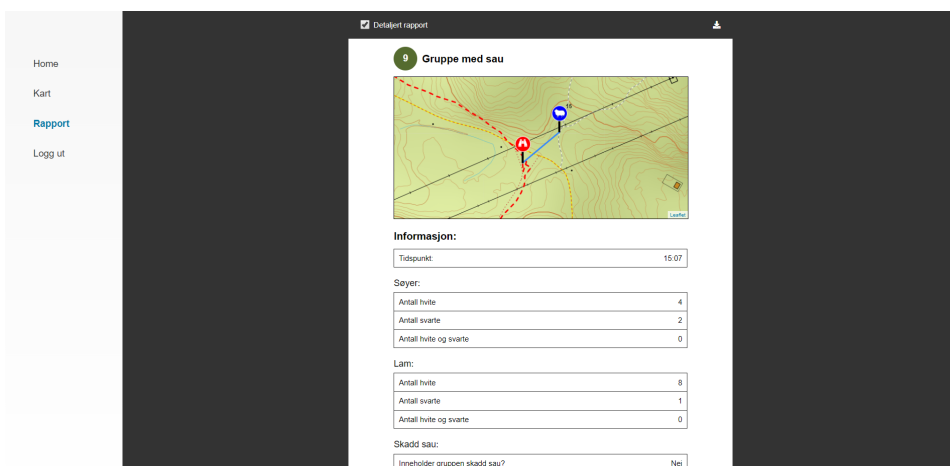 Home
Kart
Rapport
Logg ut
Detaljert rapport
9 Gruppe med sau
Leaflet
Informasjon:
Tidspunkt: 15:07
Søyer:
Antall hvite 4
Antall svarte 2
Antall hvite og svarte 0
Lam:
Antall hvite 8
Antall svarte 1
Antall hvite og svarte 0
Skadd sau:
Inneholder gruppen skadd sau? Nei